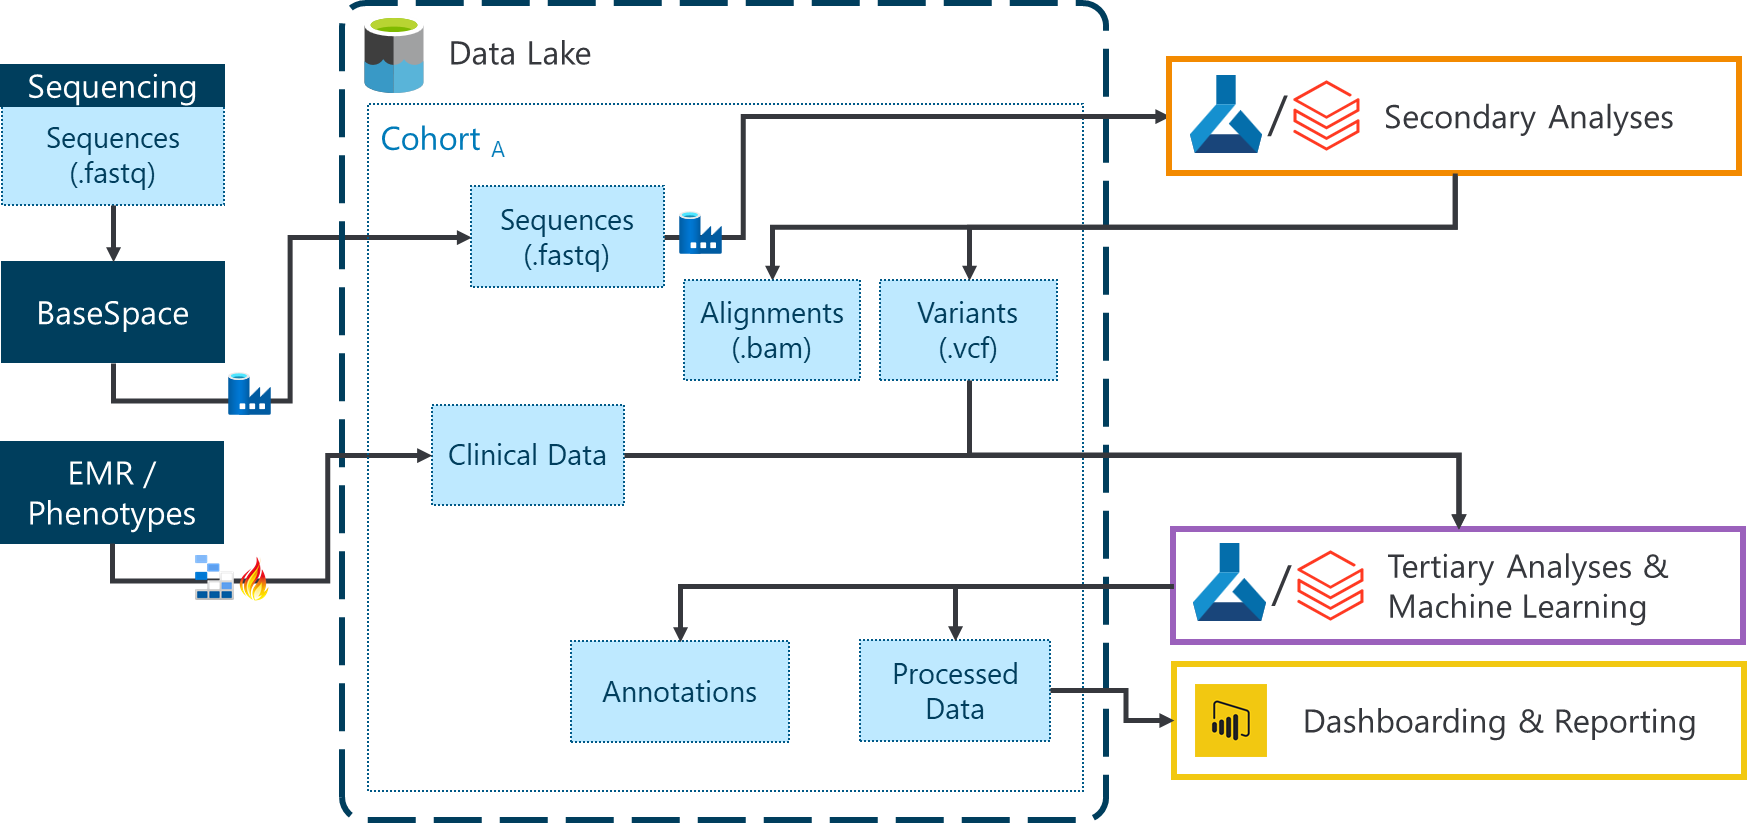 Data Lake
Sequencing
Sequences
(.fastq)
BaseSpace
EMR /
Phenotypes
Cohort A
Sequences
(.fastq)
Alignments
(.bam)
Variants
(.vcf)
Clinical Data
Annotations
Processed
Data
/ Secondary Analyses
/ Tertiary Analyses &
Machine Learning
Dashboarding & Reporting